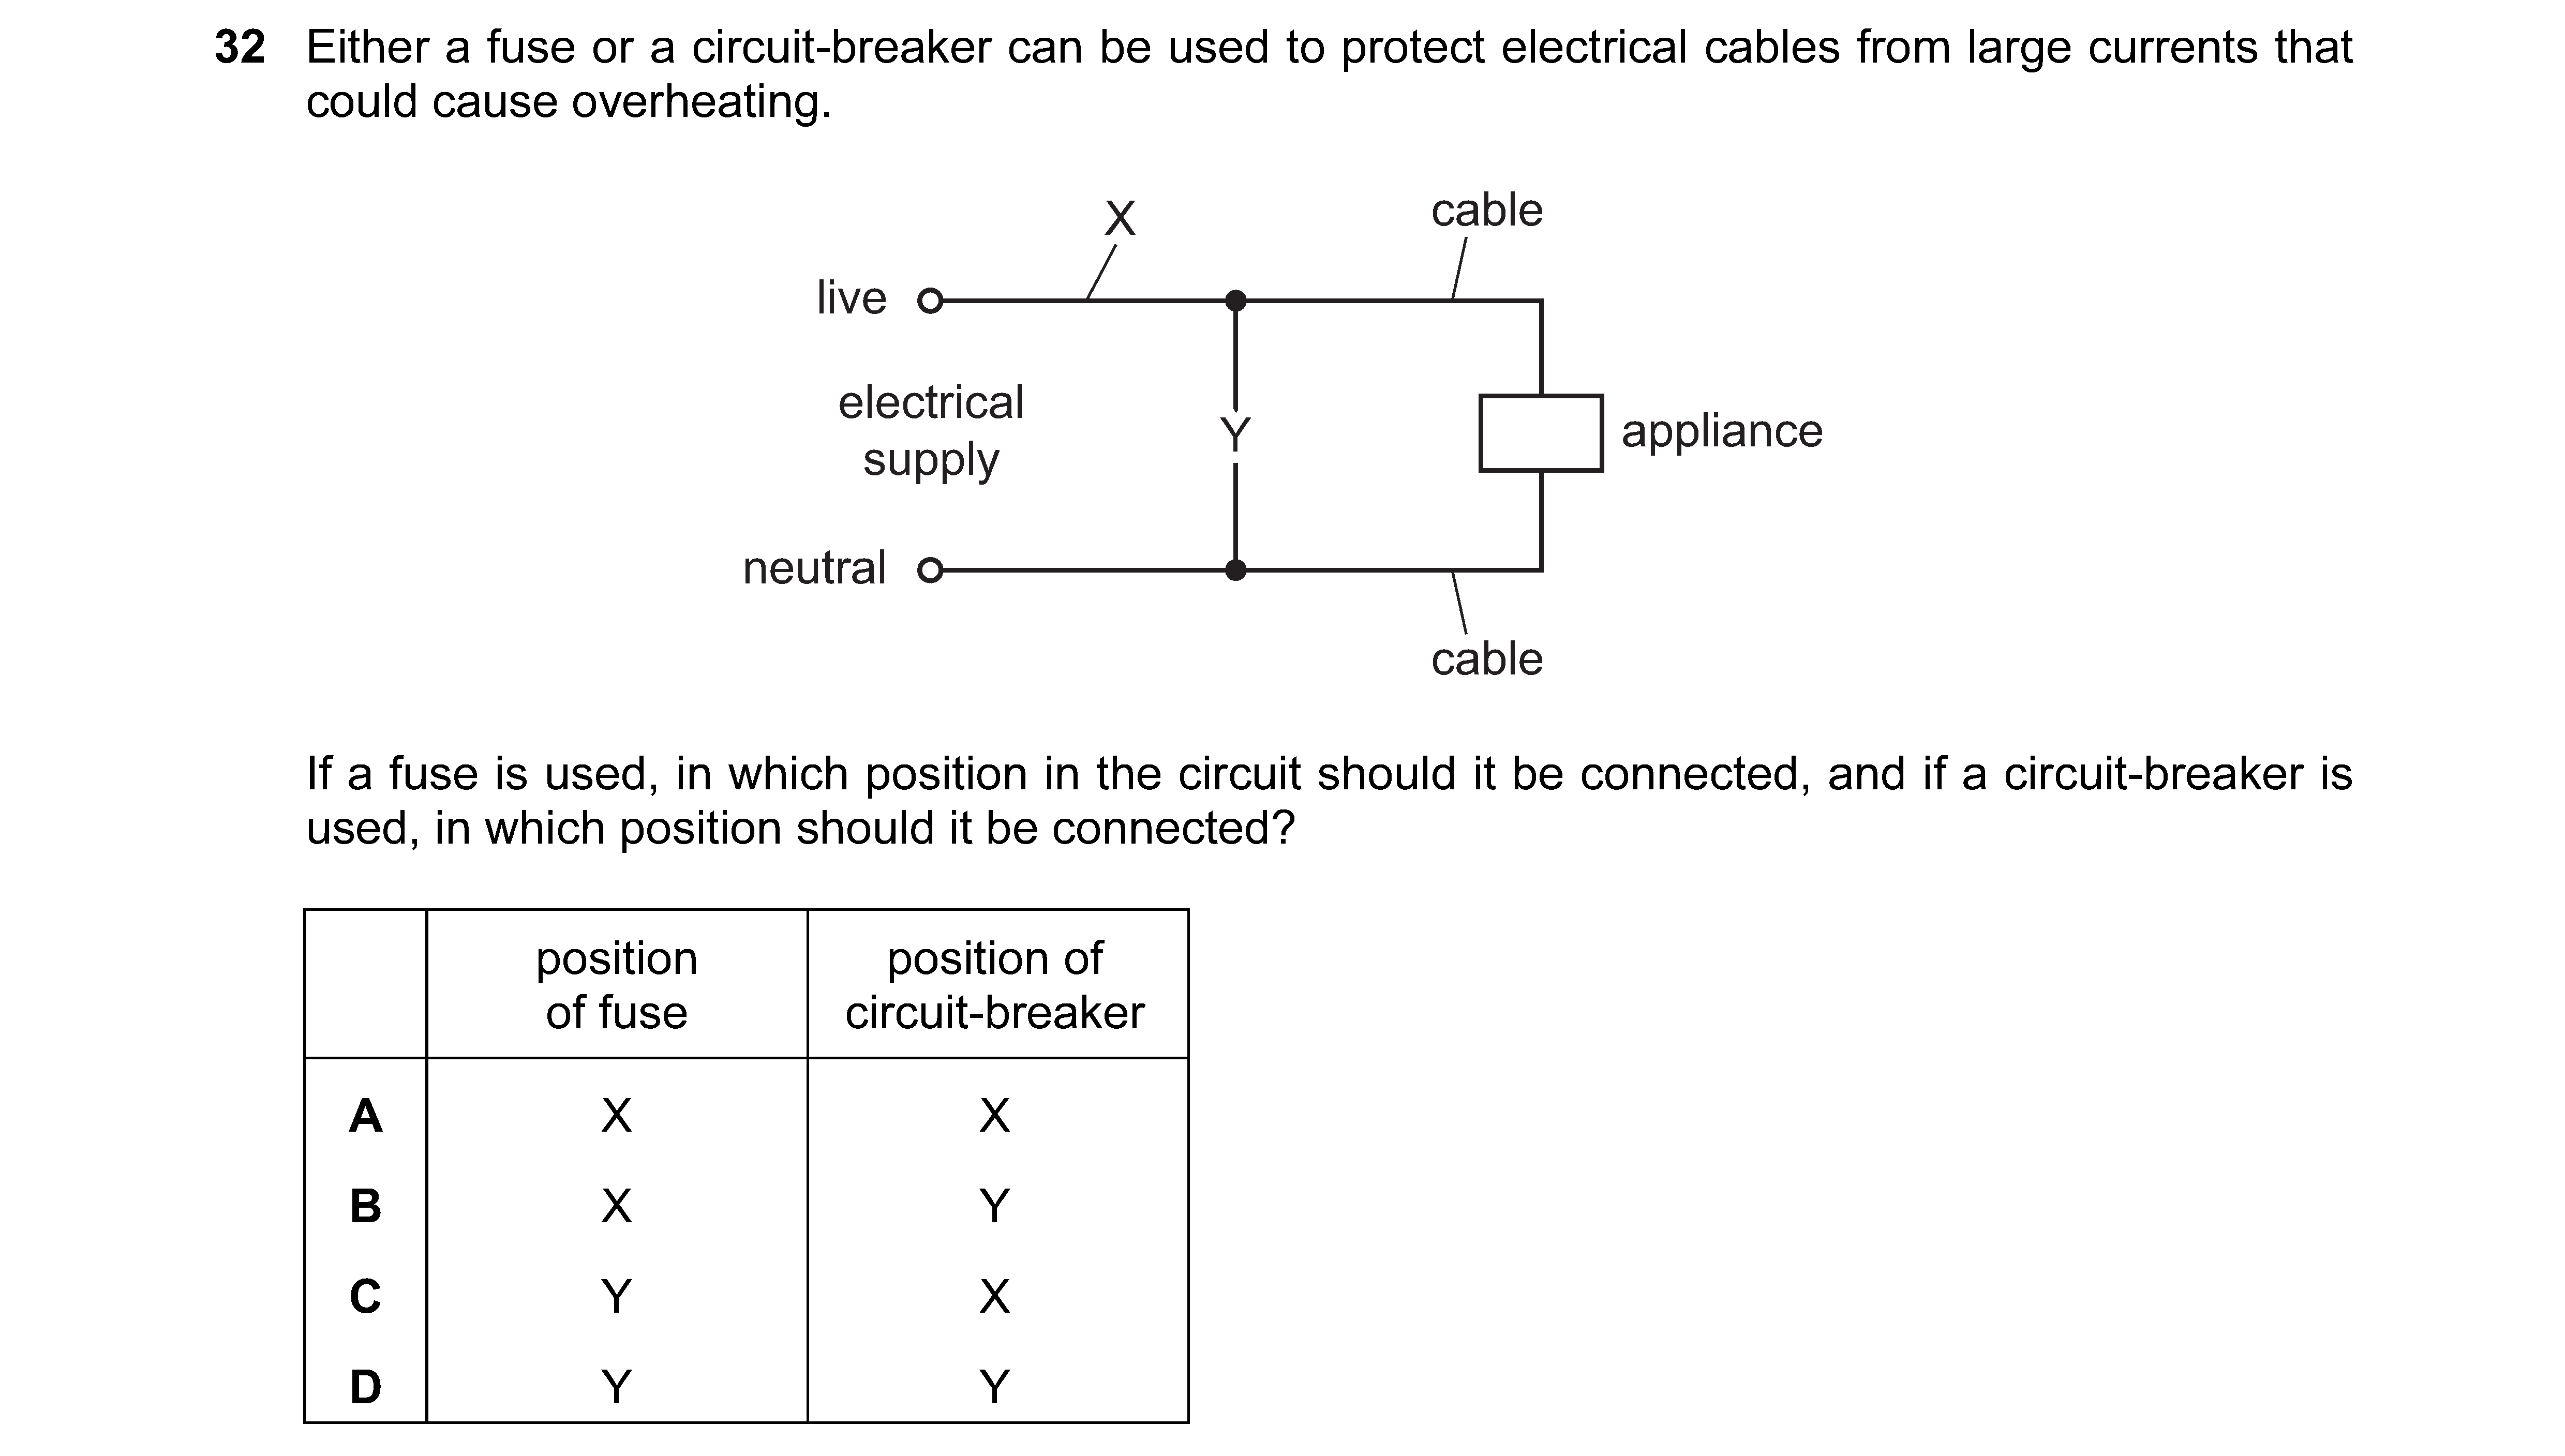 32 Either a fuse or a circuit-breaker can be used to protect electrical cables from large currents that
could cause overheating.
X
cable
live
electrical
supply
Y
appliance
neutral
cable
If a fuse is used, in which position in the circuit should it be connected, and if a circuit-breaker is
used, in which position should it be connected?
position
of fuse
position of
circuit-breaker
A X X
B X Y
C Y X
D Y Y